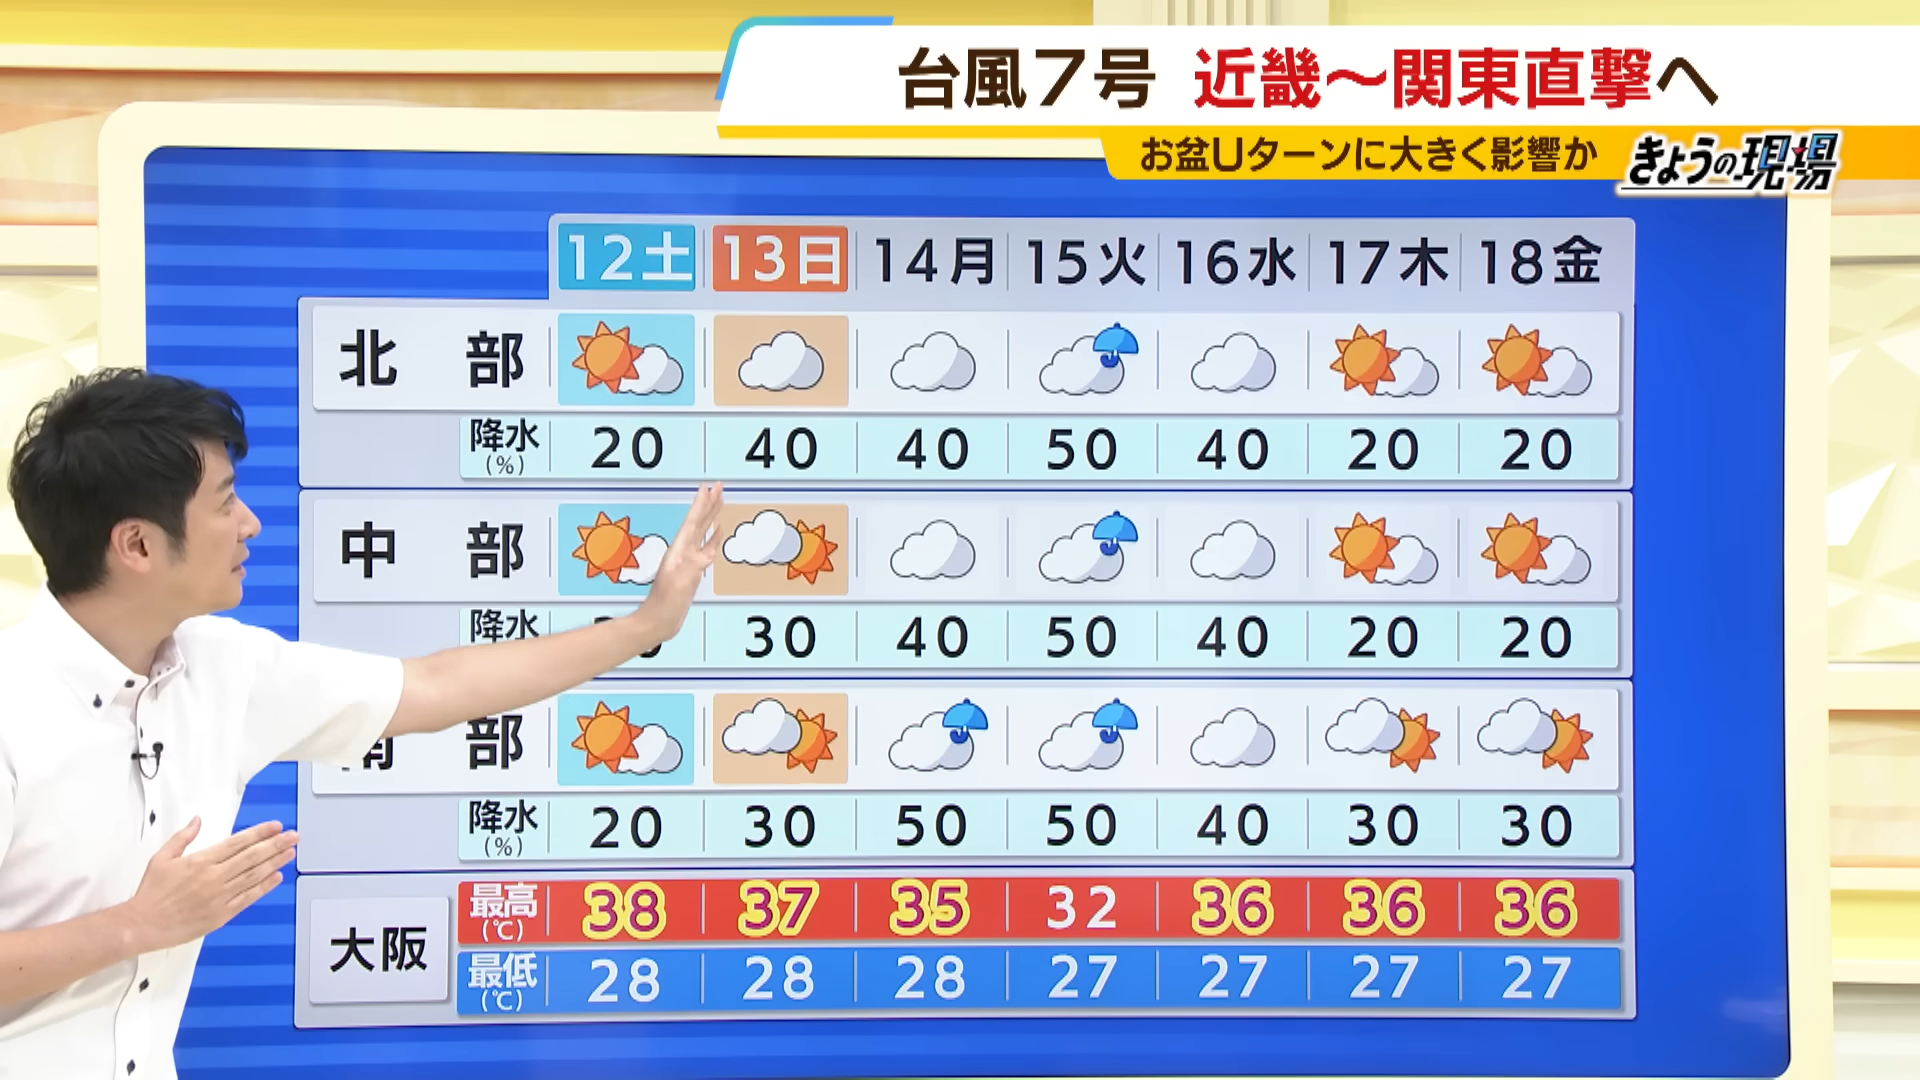 台風７号 近畿～関東直撃へ
お盆Uターンに大きく影響か
きょうの現場
12土 13日 14月 15火 16水 17木 18金
北部
降水(%) 20 40 40 50 40 20 20
中部
降水 30 40 50 40 20 20
部
降水(%) 20 30 50 50 40 30 30
大阪
最高(℃) 38 37 35 32 36 36 36
最低(℃) 28 28 28 27 27 27 27